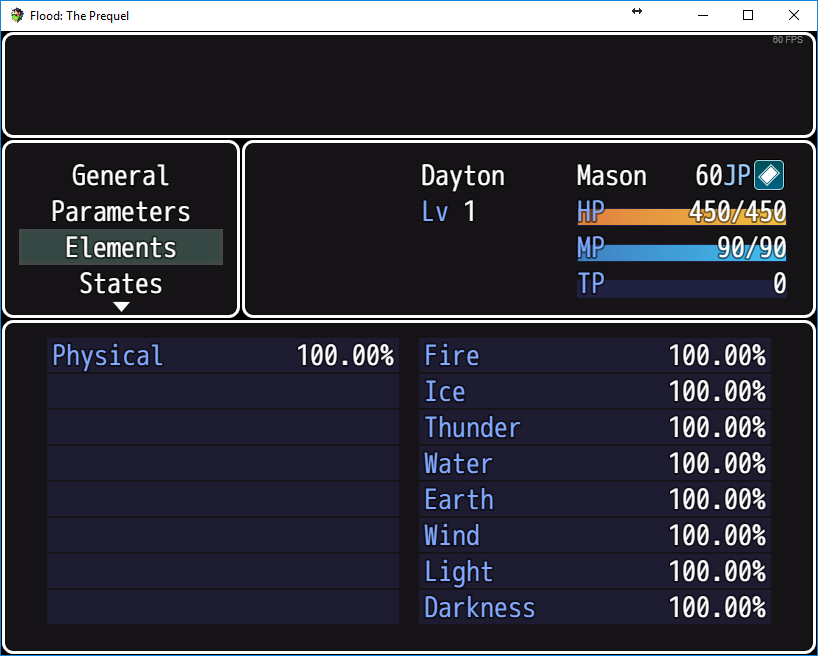 Flood: The Prequel
60 FPS
General
Parameters
Elements
States
Dayton Mason 60JP
Lv 1 HP 450/450
MP 90/90
TP 0
Physical 100.00% Fire 100.00%
Ice 100.00%
Thunder 100.00%
Water 100.00%
Earth 100.00%
Wind 100.00%
Light 100.00%
Darkness 100.00%